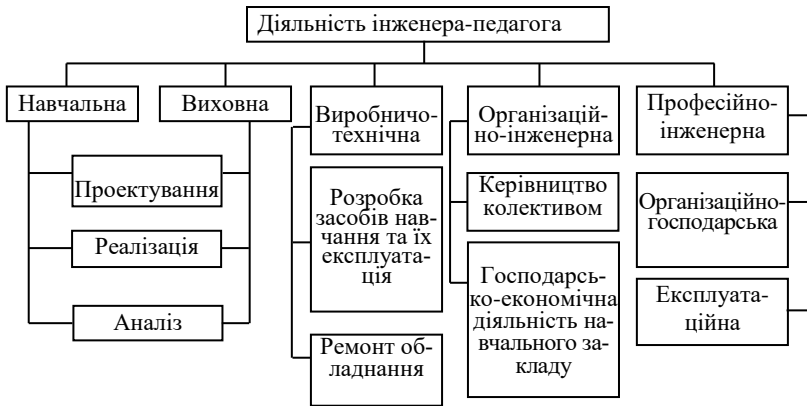 Діяльність інженера-педагога
Навчальна
Виховна
Виробничо-
технічна
Організацій-
но-інженерна
Професійно-
інженерна
Проектування
Реалізація
Аналіз
Розробка
засобів нав-
чання та їх
експлуата-
ція
Ремонт об-
ладнання
Керівництво
колективом
Господарсь-
ко-економічна
діяльність на-
вчального за-
кладу
Організаційно-
господарська
Експлуата-
ційна